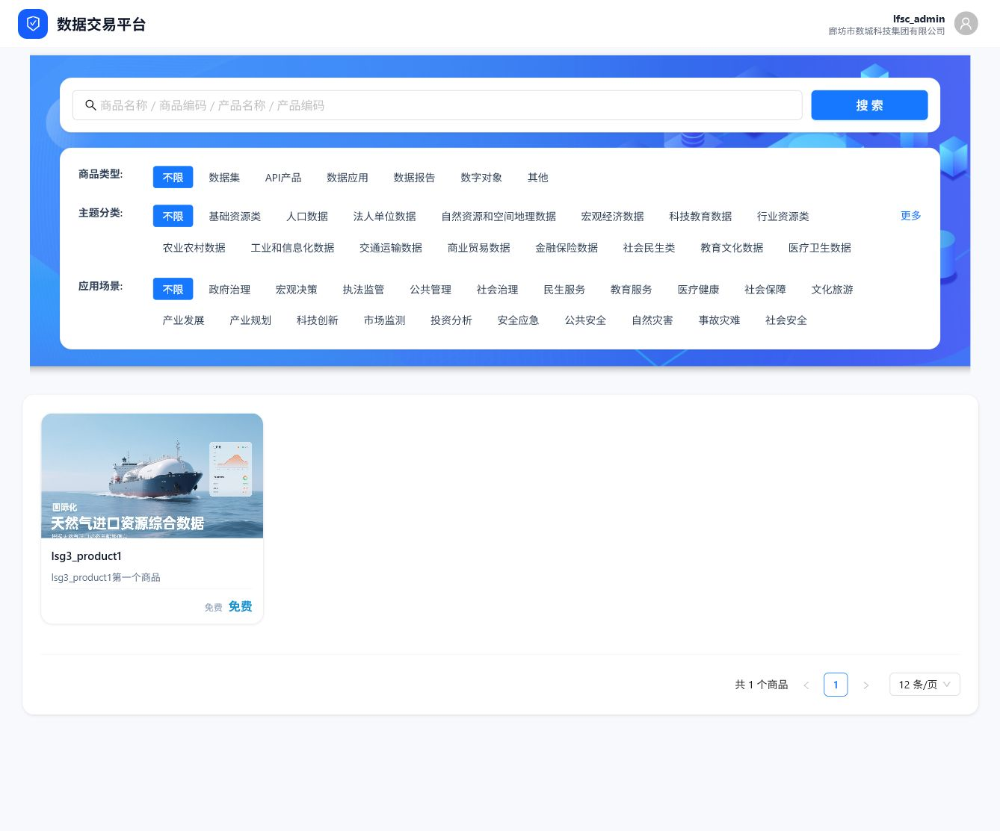 数据交易平台
lfsc_admin
廊坊市数城科技集团有限公司
商品名称 / 商品编码 / 产品名称 / 产品编码
搜 索
商品类型: 不限 数据集 API产品 数据应用 数据报告 数字对象 其他
主题分类: 不限 基础资源类 人口数据 法人单位数据 自然资源和空间地理数据 宏观经济数据 科技教育数据 行业资源类 更多
农业农村数据 工业和信息化数据 交通运输数据 商业贸易数据 金融保险数据 社会民生类 教育文化数据 医疗卫生数据
应用场景: 不限 政府治理 宏观决策 执法监管 公共管理 社会治理 民生服务 教育服务 医疗健康 社会保障 文化旅游
产业发展 产业规划 科技创新 市场监测 投资分析 安全应急 公共安全 自然灾害 事故灾难 社会安全
国际化
天然气进口资源综合数据
lsg3_product1
lsg3_product1第一个商品
免费 免费
共 1 个商品 < 1 > 12 条/页